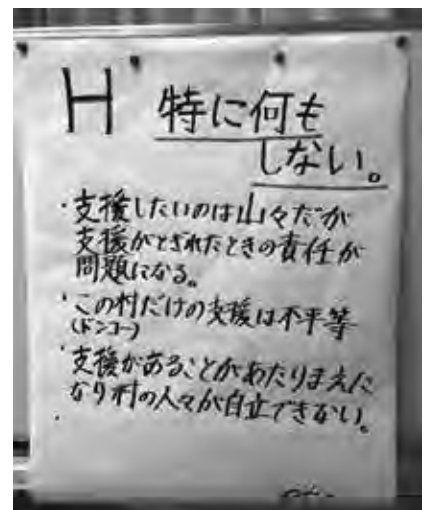 H 特に何も
しない。
・支援したいのは山々だが
支援がとぎれたときの責任が
問題になる。
・この村だけの支援は不平等
(ドンコー)
・支援があることがあたりまえに
なり村の人々が自立できない。
・